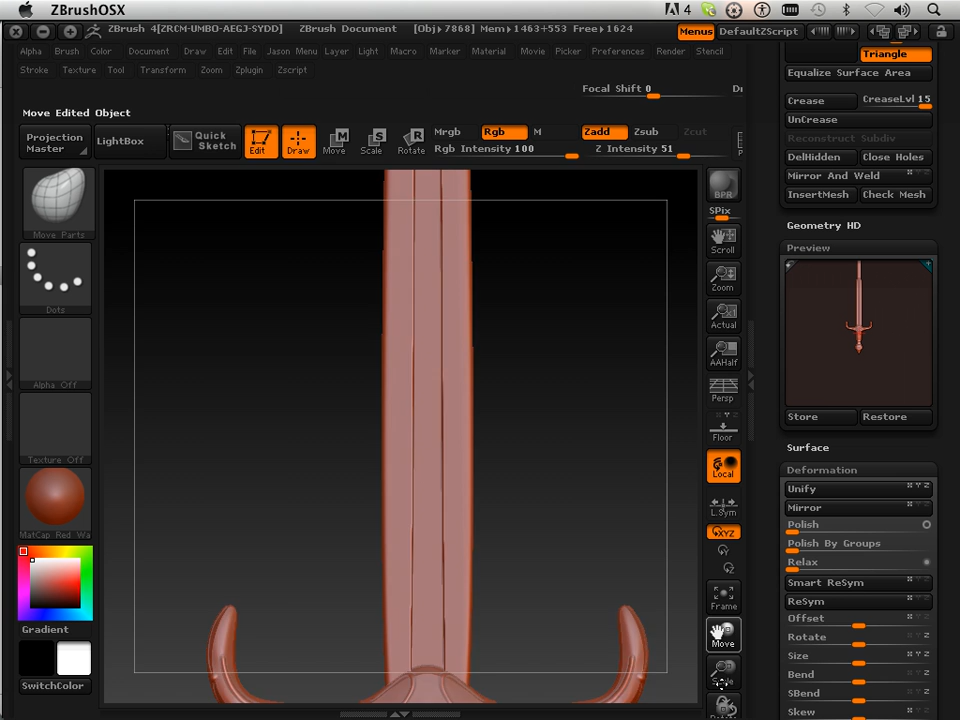 ZBrushOSX
4
ZBrush 4[ZRCM-UMBO-AEGJ-SYDD] ZBrush Document [Obj+7868] Mem+1463+553 Free+1624 Menus DefaultZScript
Alpha Brush Color Document Draw Edit File Jason Menu Layer Light Macro Marker Material Movie Picker Preferences Render Stencil
Stroke Texture Tool Transform Zoom Zplugin Zscript
Focal Shift 0
Move Edited Object
Projection Master
LightBox
Quick Sketch
Edit
Draw
Move
Scale
Rotate
Mrgb Rgb M
Rgb Intensity 100
Zadd Zsub Zcut
Z Intensity 51
Move Parts
Dots
Alpha Off
Texture Off
MatCap Red Wa
Gradient
SwitchColor
BPR
SPix
Scroll
Zoom
Actual
AAHalf
Persp
Floor
Local
L.Sym
XYZ
Frame
Move
Triangle
Equalize Surface Area
Crease CreaseLvl 15
UnCrease
Reconstruct Subdiv
DelHidden Close Holes
Mirror And Weld
InsertMesh Check Mesh
Geometry HD
Preview
Store Restore
Surface
Deformation
Unify
Mirror
Polish
Polish By Groups
Relax
Smart ReSym
ReSym
Offset
Rotate
Size
Bend
SBend
Skew